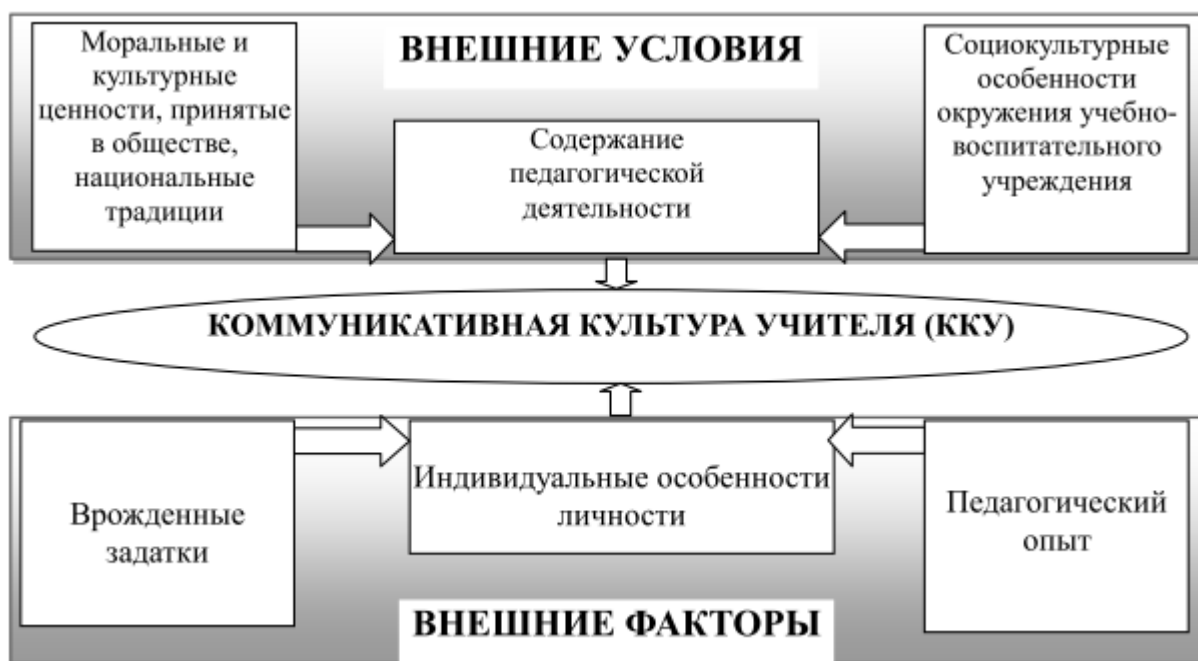 Моральные и
культурные
ценности, принятые
в обществе,
национальные
традиции
ВНЕШНИЕ УСЛОВИЯ
Содержание
педагогической
деятельности
Социокультурные
особенности
окружения учебно-
воспитательного
учреждения
КОММУНИКАТИВНАЯ КУЛЬТУРА УЧИТЕЛЯ (ККУ)
Врожденные
задатки
Индивидуальные особенности
личности
Педагогический
опыт
ВНЕШНИЕ ФАКТОРЫ